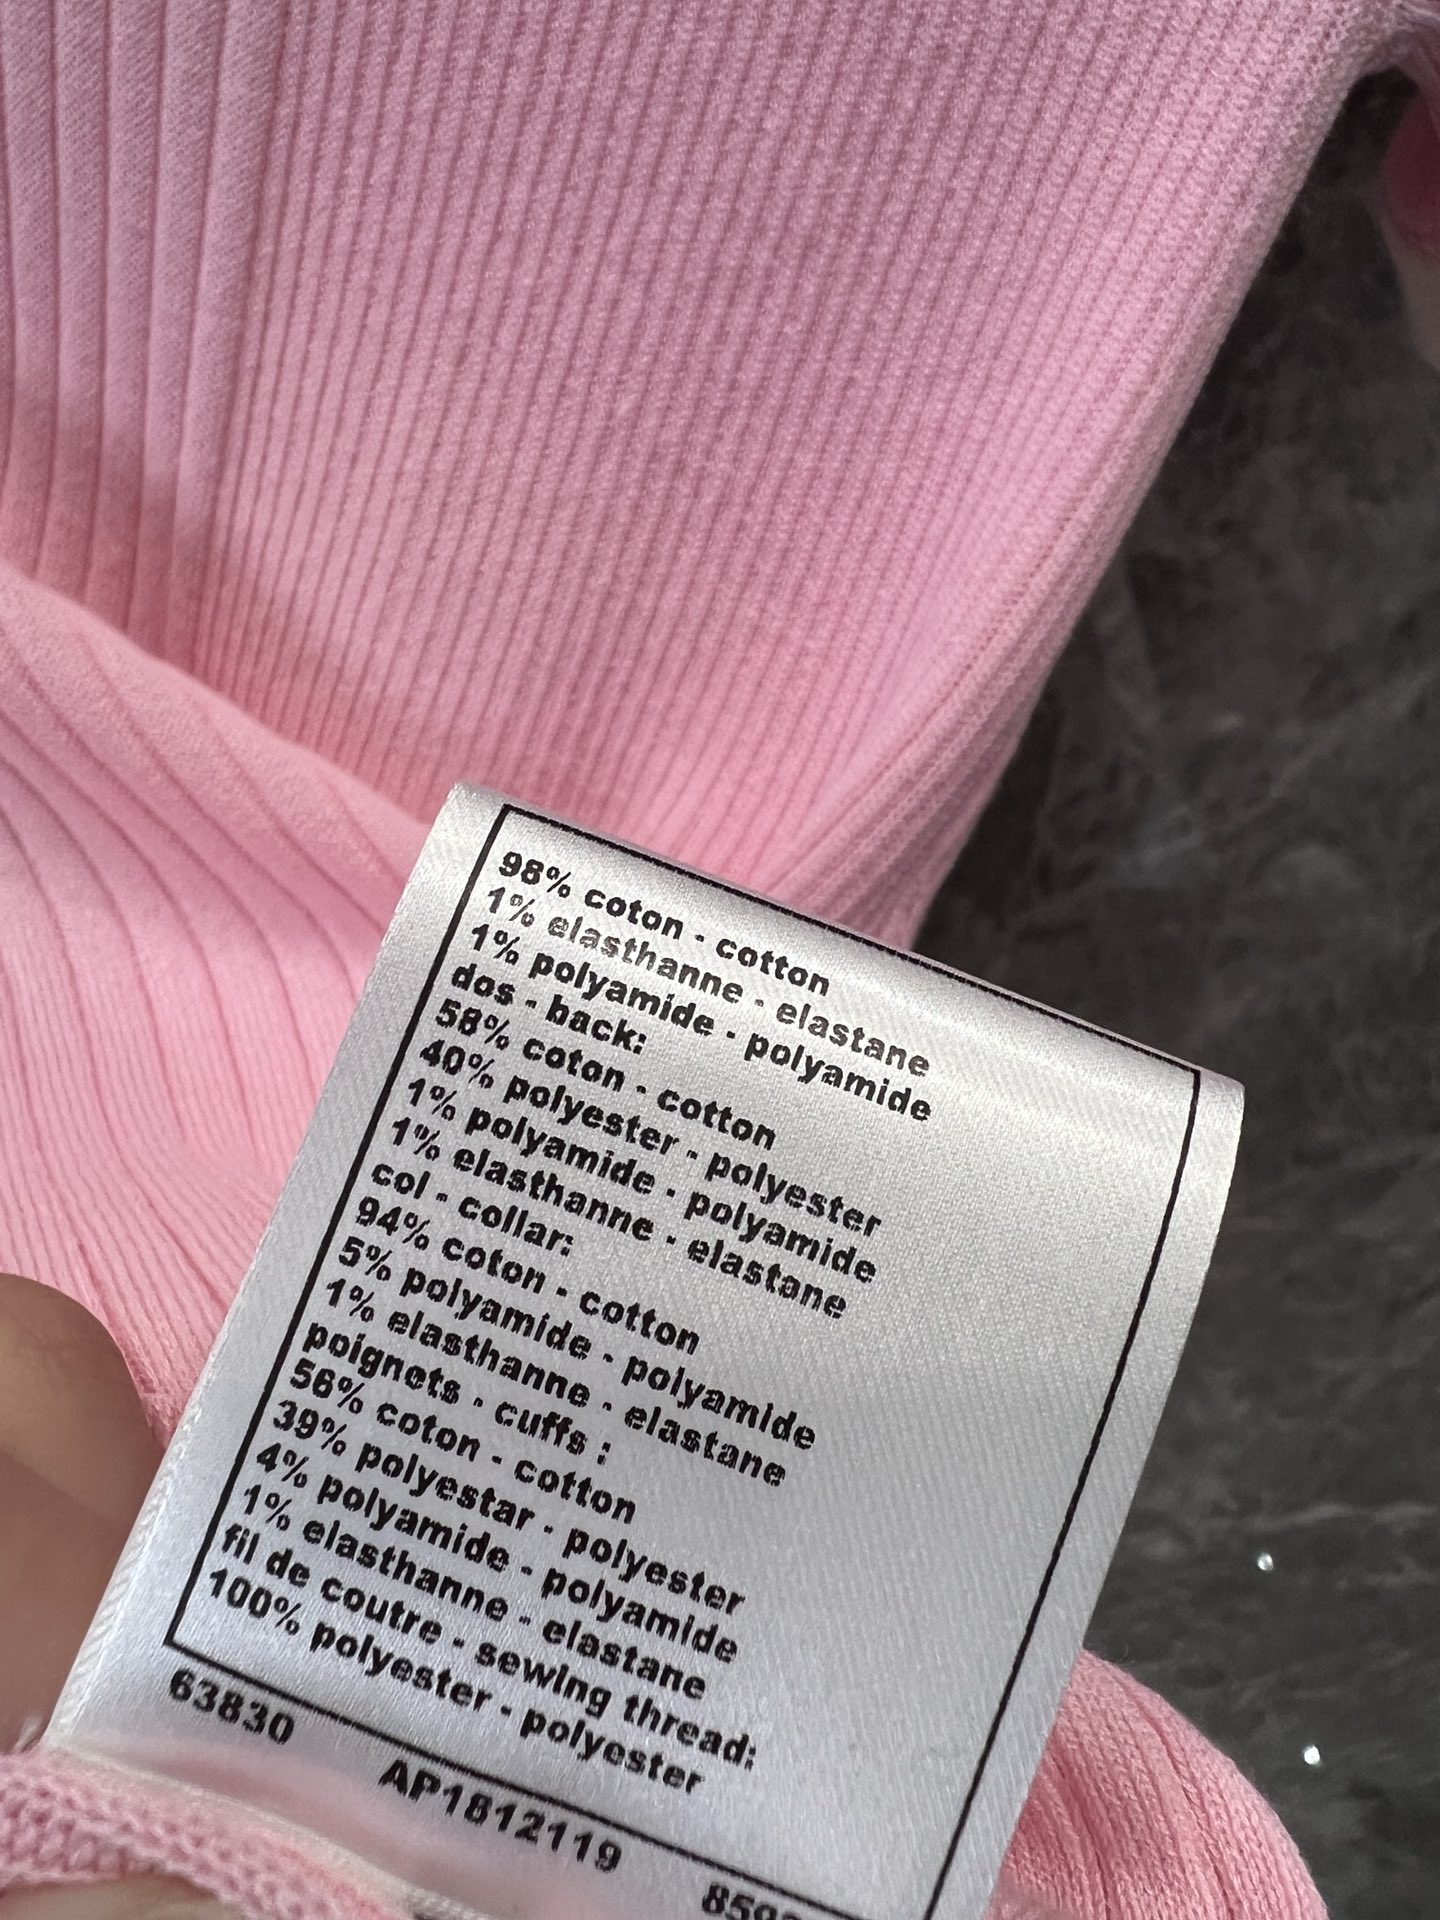 98% coton - cotton
1% elasthanne - elastane
1% polyamide - polyamide
dos - back:
58% coton - cotton
40% polyester - polyester
1% polyamide - polyamide
1% elasthanne - elastane
col - collar:
94% coton - cotton
5% polyamide - polyamide
1% elasthanne - elastane
poignets - cuffs :
56% coton - cotton
39% polyestar - polyester
4% polyamide - polyamide
1% elasthanne - elastane
fil de coutre - sewing thread:
100% polyester - polyester
63830 AP1812119